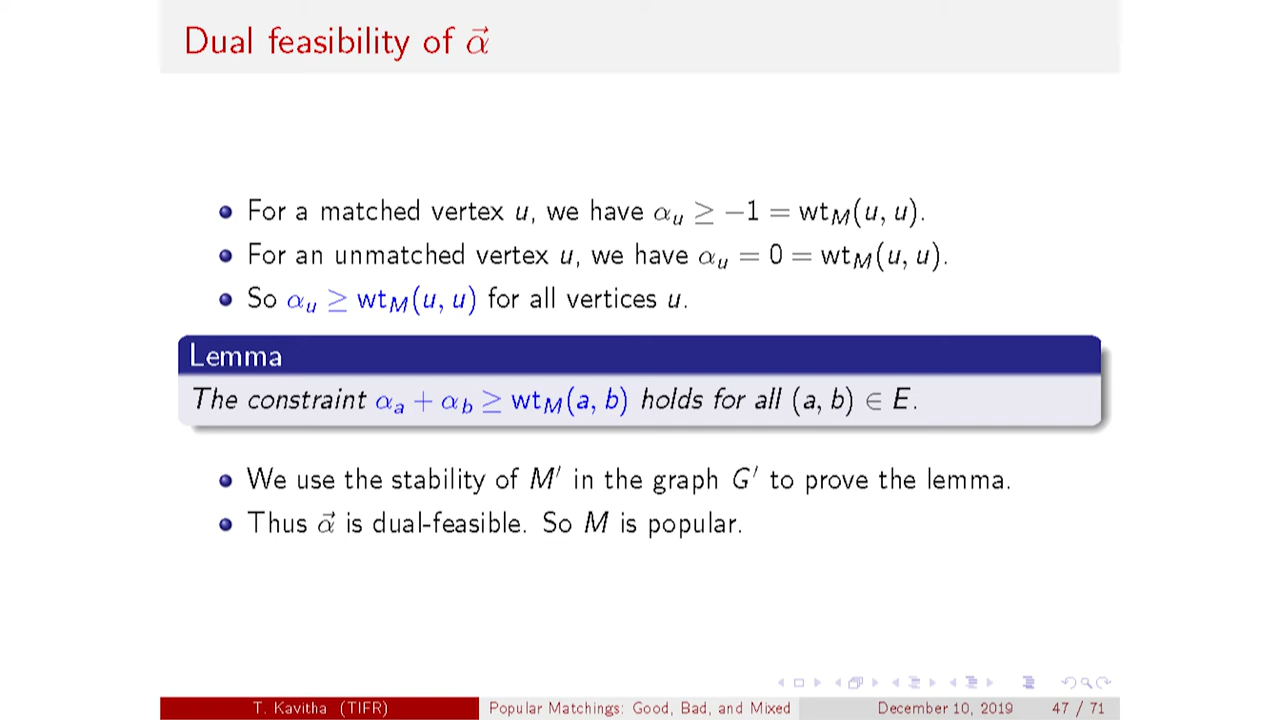 Dual feasibility of α⃗
For a matched vertex u, we have αᵤ ≥ −1 = wt_M(u, u).
For an unmatched vertex u, we have αᵤ = 0 = wt_M(u, u).
So αᵤ ≥ wt_M(u, u) for all vertices u.
Lemma
The constraint α_a + α_b ≥ wt_M(a, b) holds for all (a, b) ∈ E.
We use the stability of M′ in the graph G′ to prove the lemma.
Thus α⃗ is dual-feasible. So M is popular.
T. Kavitha (TIFR) Popular Matchings: Good, Bad, and Mixed December 10, 2019 47 / 71